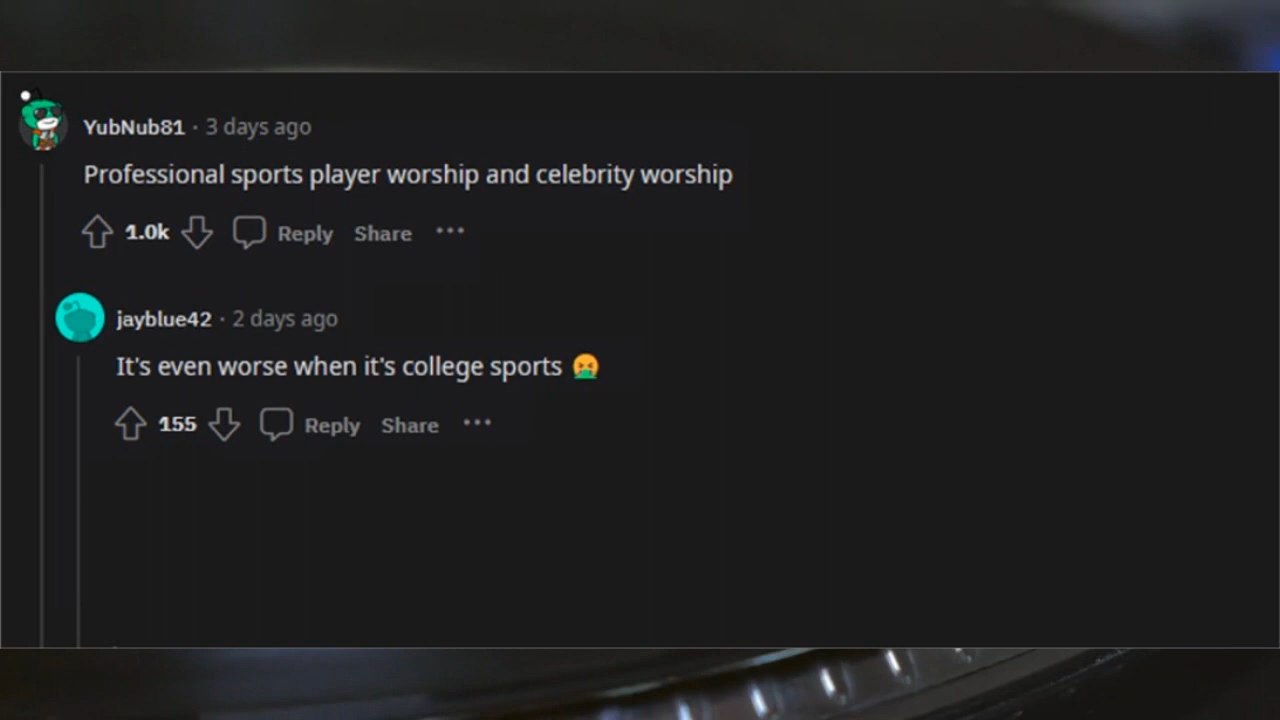 YubNub81 · 3 days ago
Professional sports player worship and celebrity worship
1.0k Reply Share ···
jayblue42 · 2 days ago
It's even worse when it's college sports 🤮
155 Reply Share ···